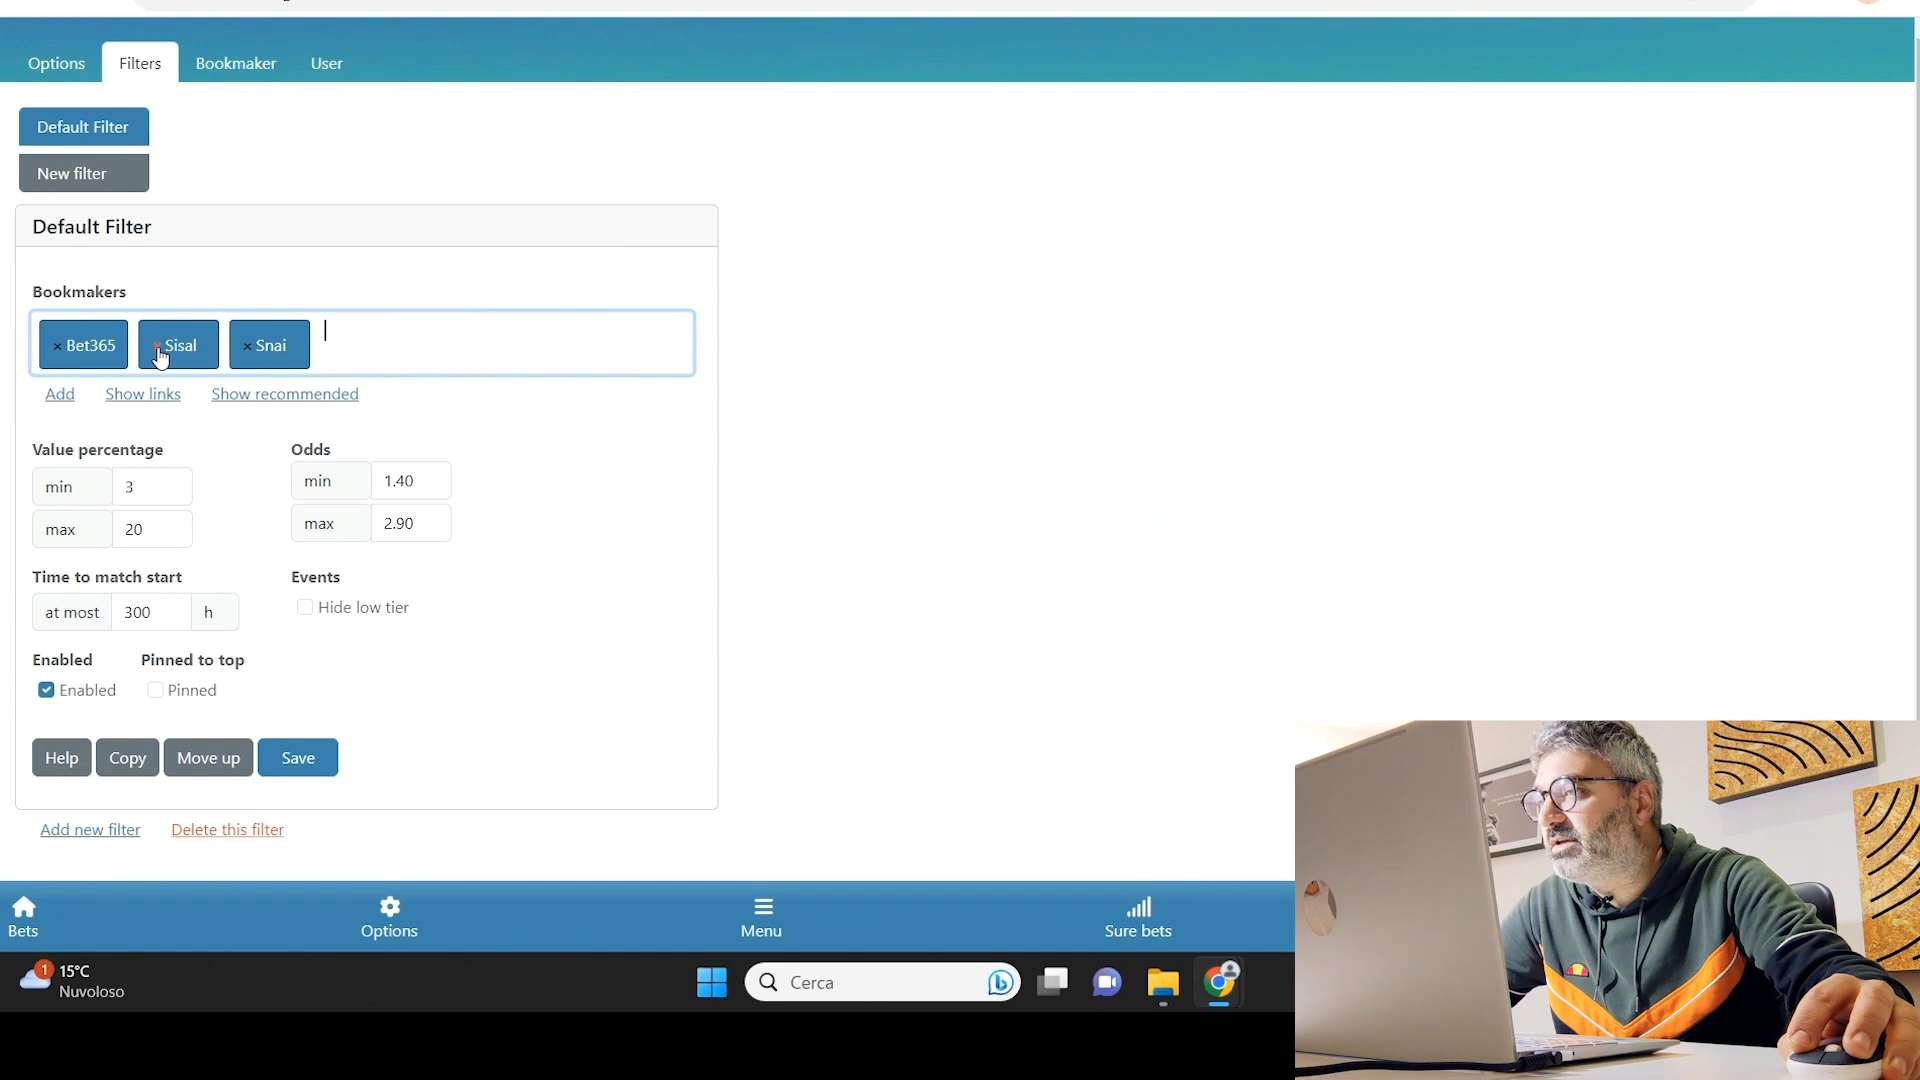 Options Filters Bookmaker User
Default Filter
New filter
Default Filter
Bookmakers
× Bet365 × Sisal × Snai
Add Show links Show recommended
Value percentage Odds
min 3 min 1.40
max 20 max 2.90
Time to match start Events
at most 300 h Hide low tier
Enabled Pinned to top
Enabled Pinned
Help Copy Move up Save
Add new filter Delete this filter
Bets Options Menu Sure bets
1 15°C
Nuvoloso
Cerca